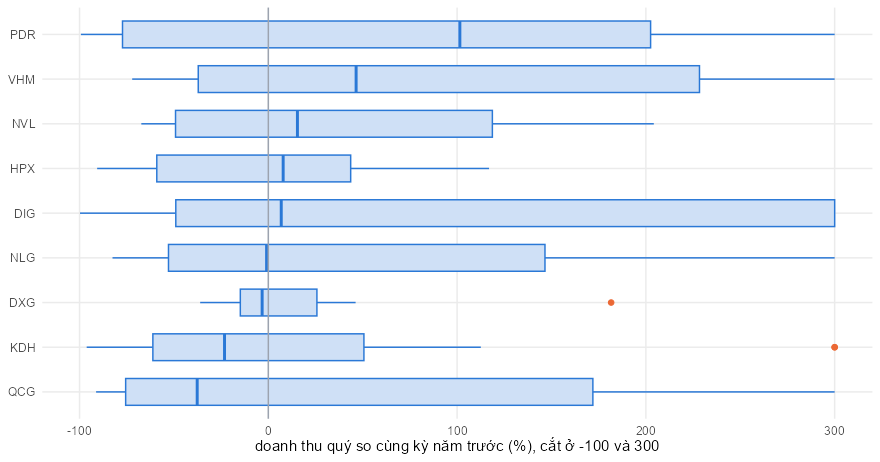 PDR
VHM
NVL
HPX
DIG
NLG
DXG
KDH
QCG
-100 0 100 200 300
doanh thu quý so cùng kỳ năm trước (%), cắt ở -100 và 300